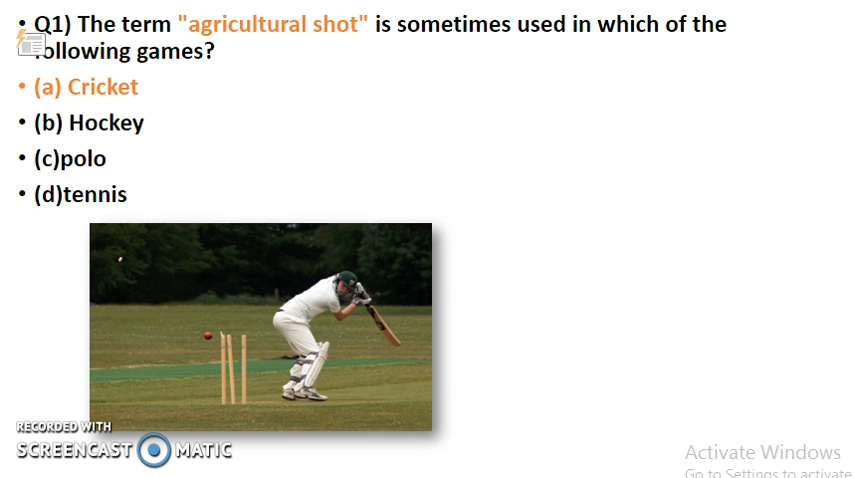 • Q1) The term "agricultural shot" is sometimes used in which of the
following games?
• (a) Cricket
• (b) Hockey
• (c)polo
• (d)tennis
RECORDED WITH
SCREENCAST MATIC
Activate Windows
Go to Settings to activate